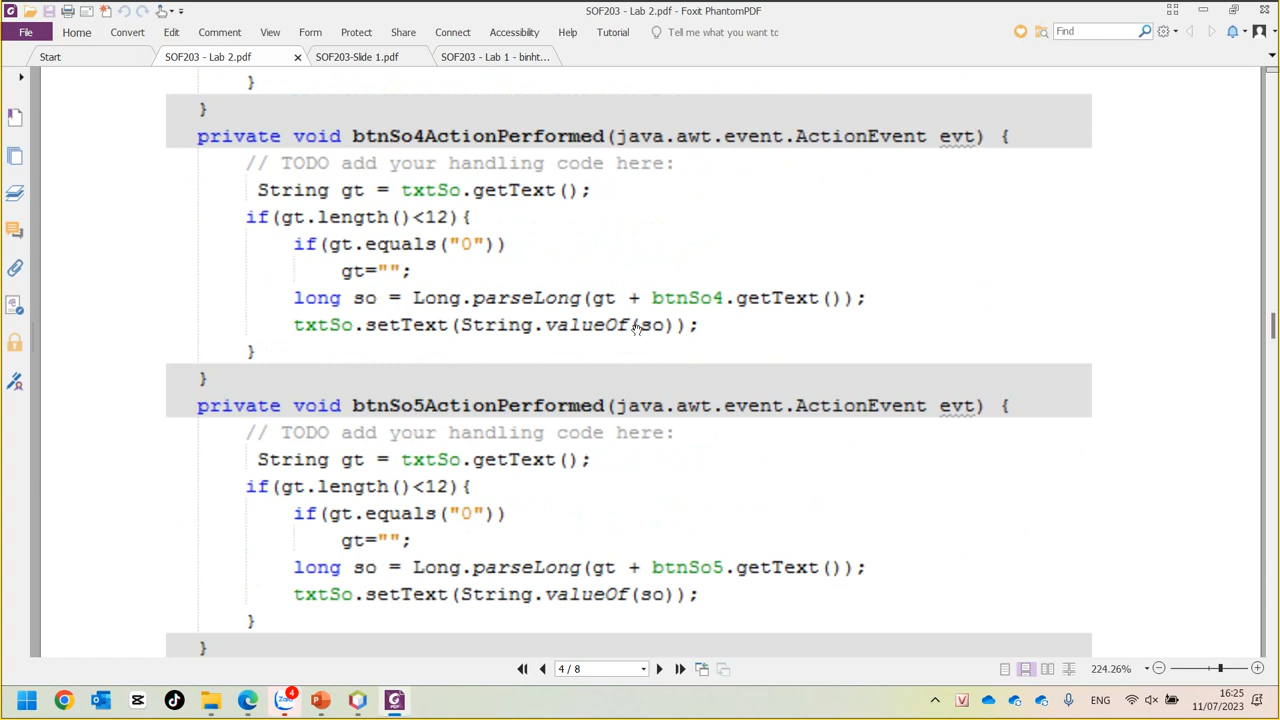 SOF203 - Lab 2.pdf - Foxit PhantomPDF
File Home Convert Edit Comment View Form Protect Share Connect Accessibility Help Tutorial Tell me what you want to Find
Start SOF203 - Lab 2.pdf SOF203-Slide 1.pdf SOF203 - Lab 1 - binht...
}
}
private void btnSo4ActionPerformed(java.awt.event.ActionEvent evt) {
// TODO add your handling code here:
String gt = txtSo.getText();
if(gt.length()<12){
if(gt.equals("0"))
gt="";
long so = Long.parseLong(gt + btnSo4.getText());
txtSo.setText(String.valueOf(so));
}
}
private void btnSo5ActionPerformed(java.awt.event.ActionEvent evt) {
// TODO add your handling code here:
String gt = txtSo.getText();
if(gt.length()<12){
if(gt.equals("0"))
gt="";
long so = Long.parseLong(gt + btnSo5.getText());
txtSo.setText(String.valueOf(so));
}
}
4 / 8 224.26%
4 ENG 16:25
11/07/2023